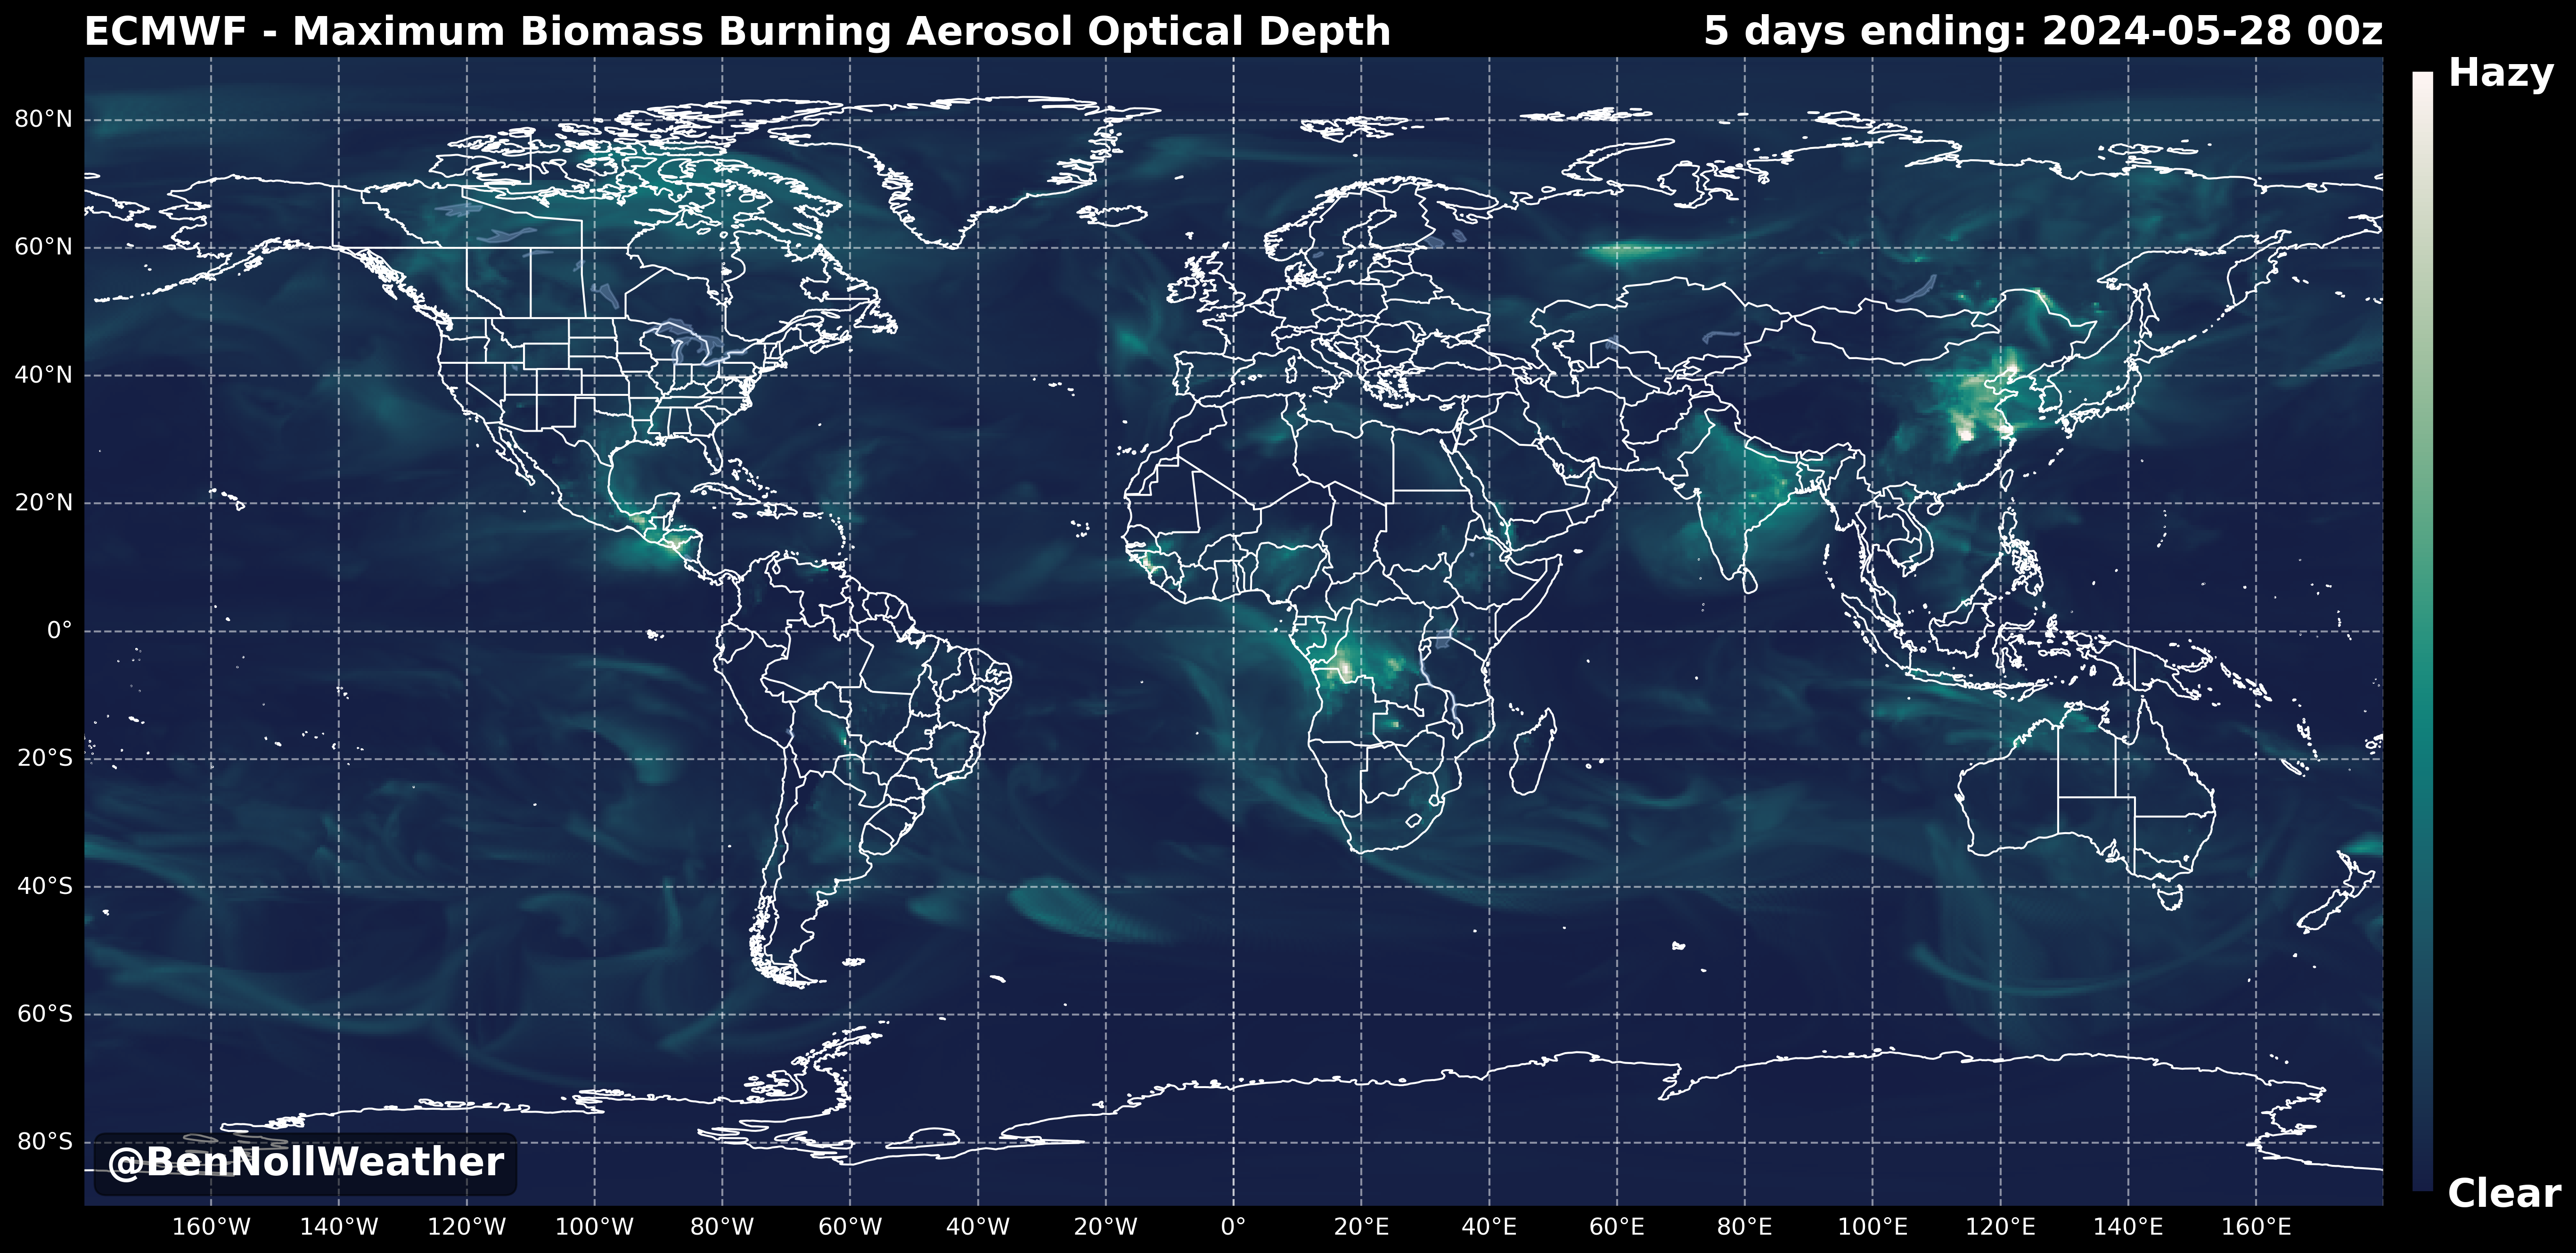 ECMWF - Maximum Biomass Burning Aerosol Optical Depth
5 days ending: 2024-05-28 00z
Hazy
80°N
60°N
40°N
20°N
0°
20°S
40°S
60°S
80°S
@BenNollWeather
Clear
160°W 140°W 120°W 100°W 80°W 60°W 40°W 20°W 0° 20°E 40°E 60°E 80°E 100°E 120°E 140°E 160°E